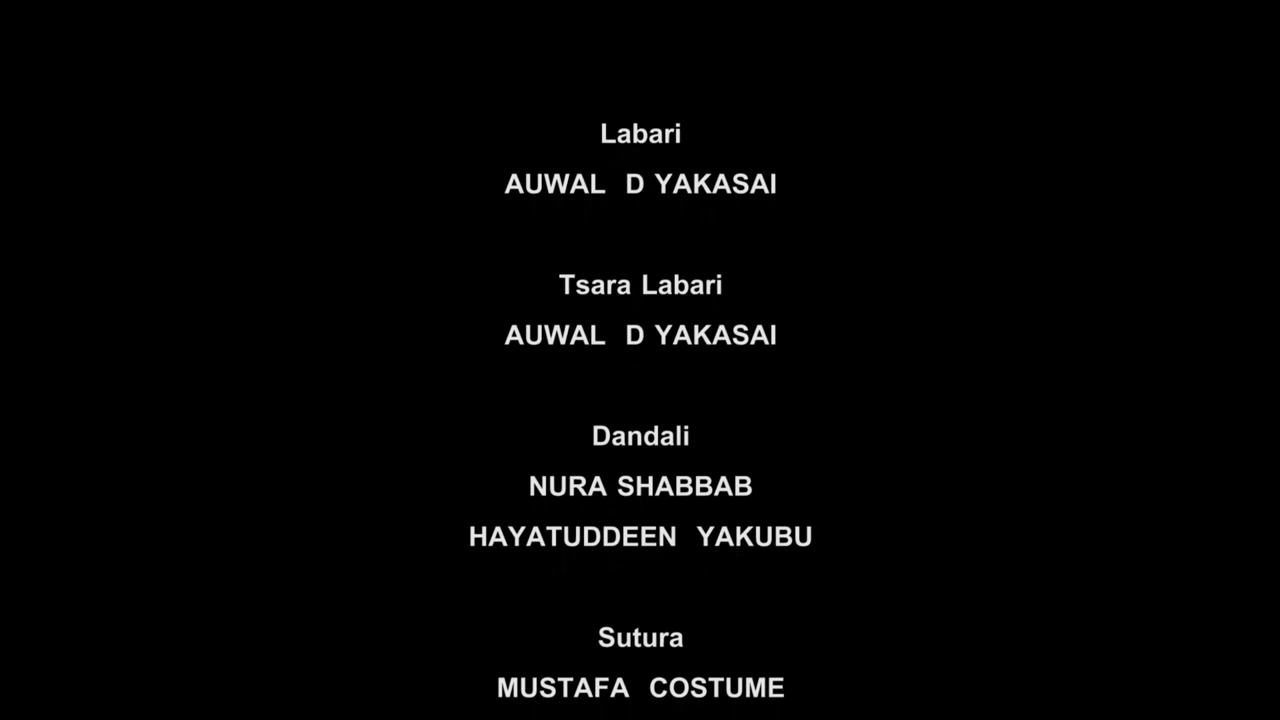 Labari
AUWAL D YAKASAI
Tsara Labari
AUWAL D YAKASAI
Dandali
NURA SHABBAB
HAYATUDDEEN YAKUBU
Sutura
MUSTAFA COSTUME